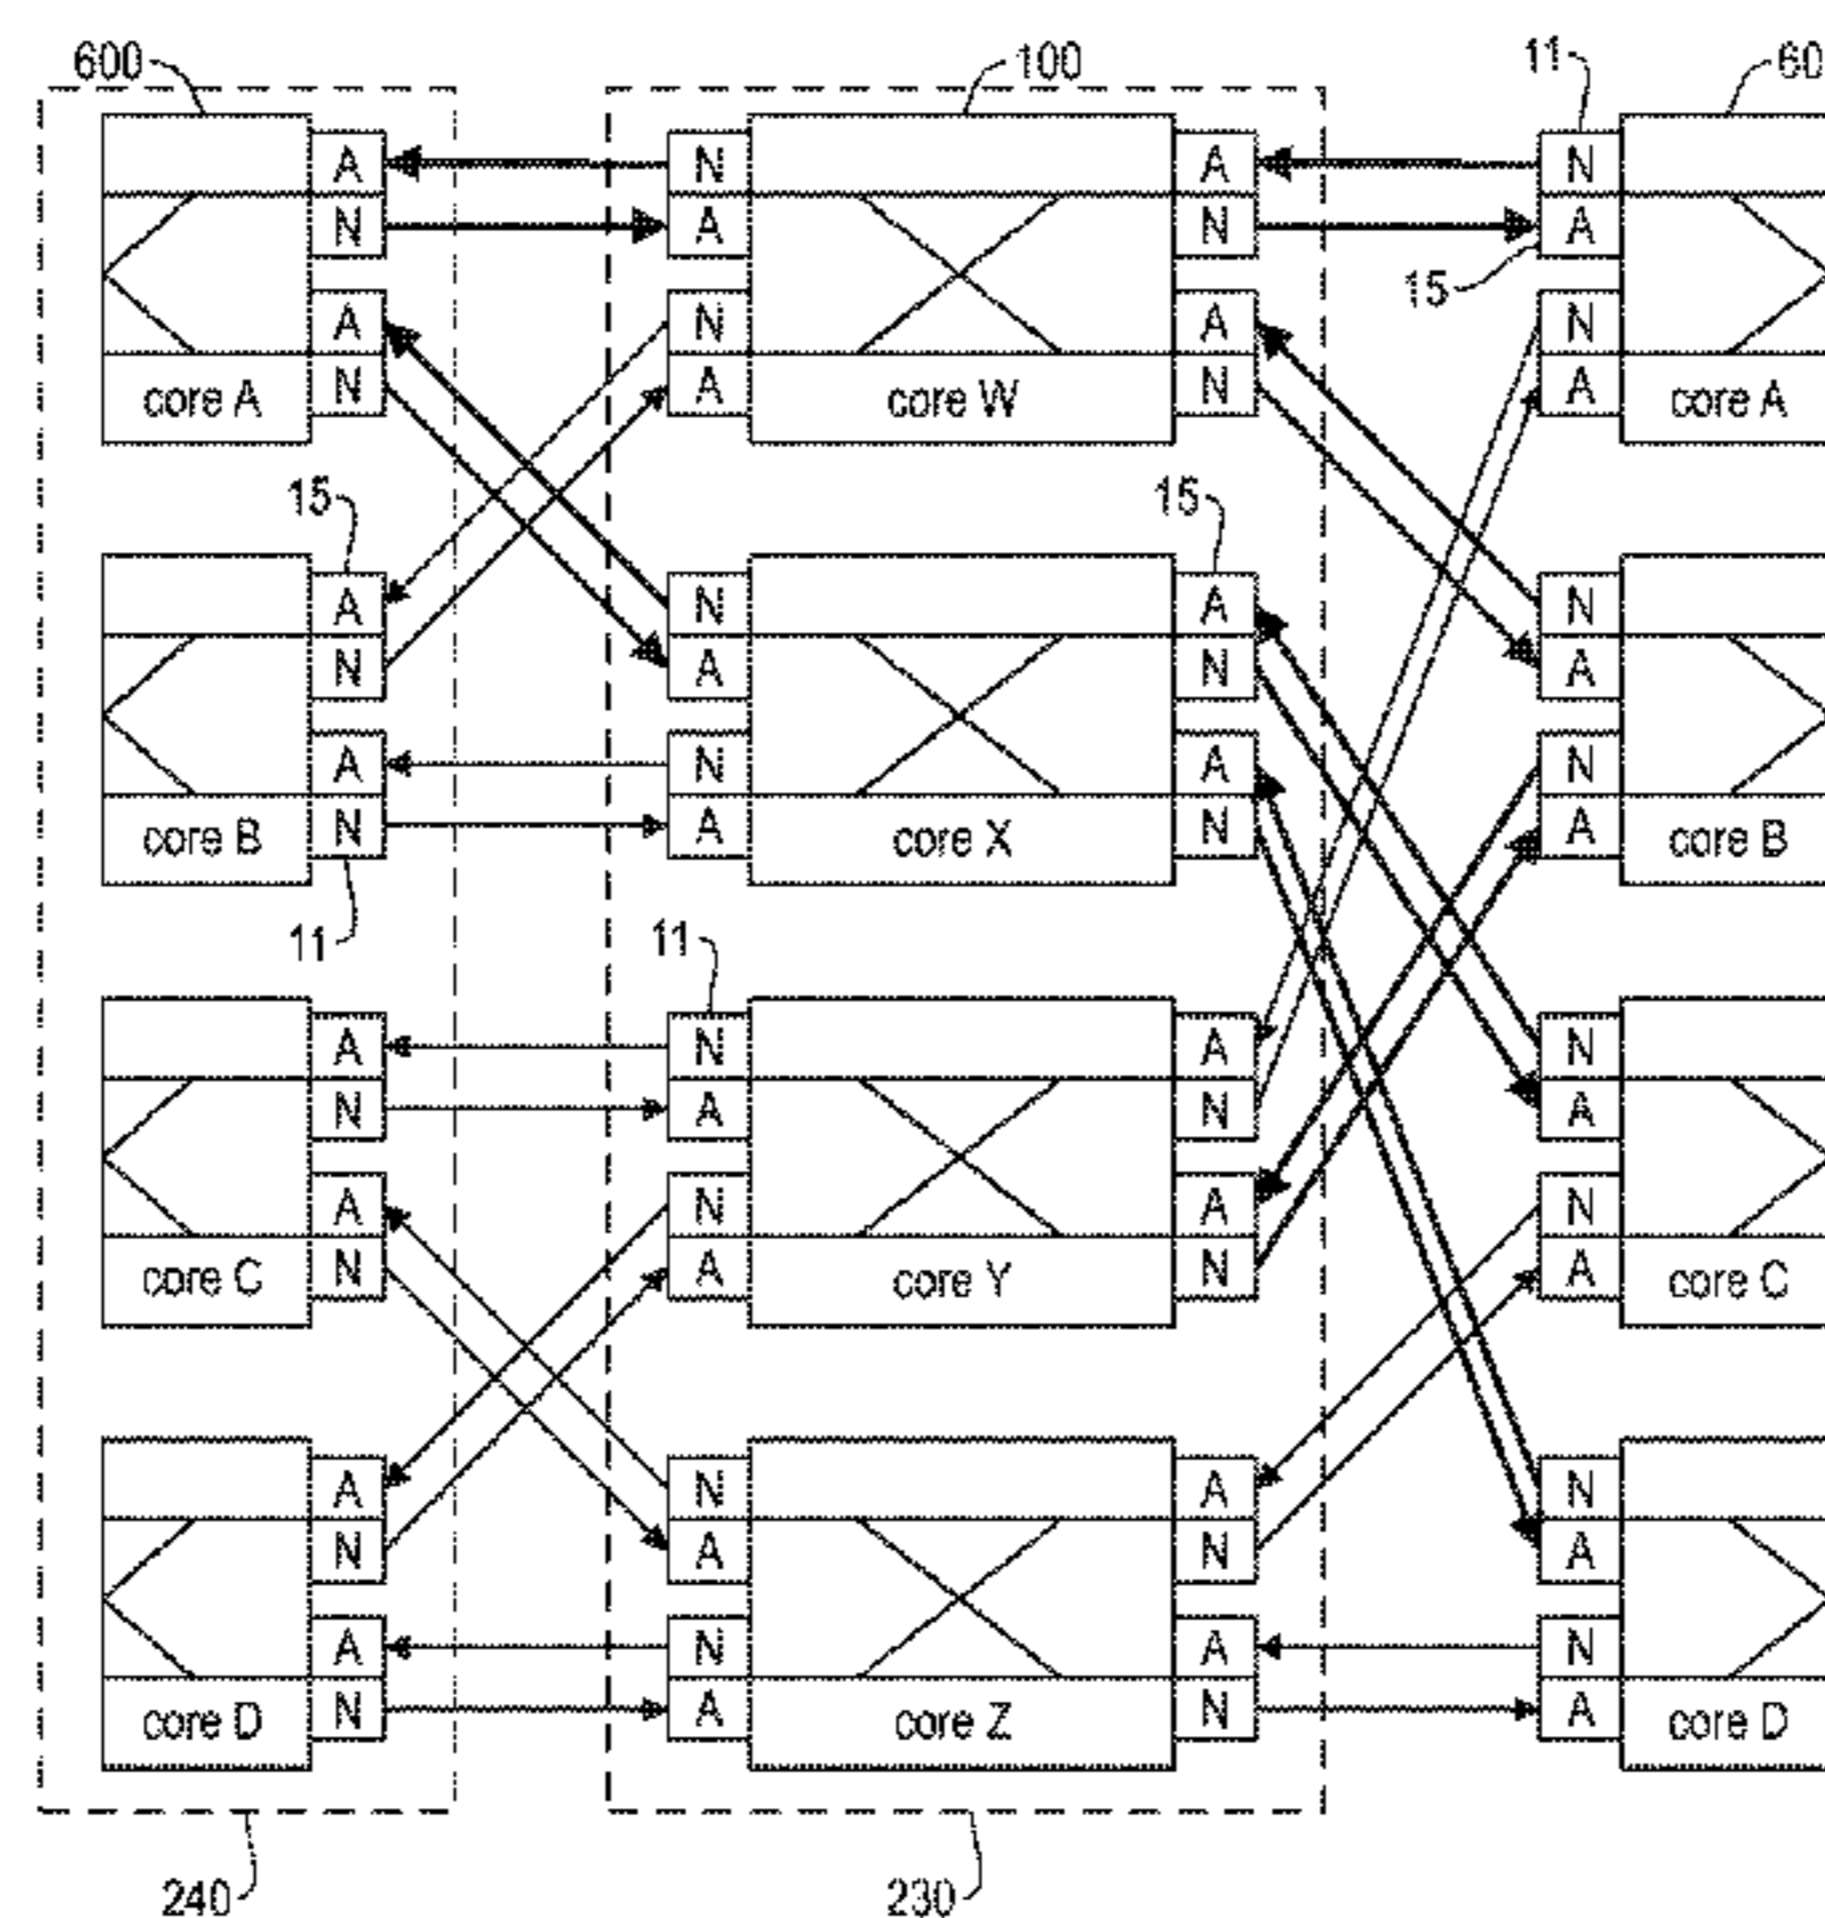 600 100 11 60
A N A N
N A N A
15
A N A N
core A N A core W N A core A
15 15
A N A N
N A N A
A N A N
core B N A core X N A core B
11 11
A N A N
N A N A
A N A N
core C N A core Y N A core C
A N A N
N A N A
A N A N
core D N A core Z N A core D
240 230